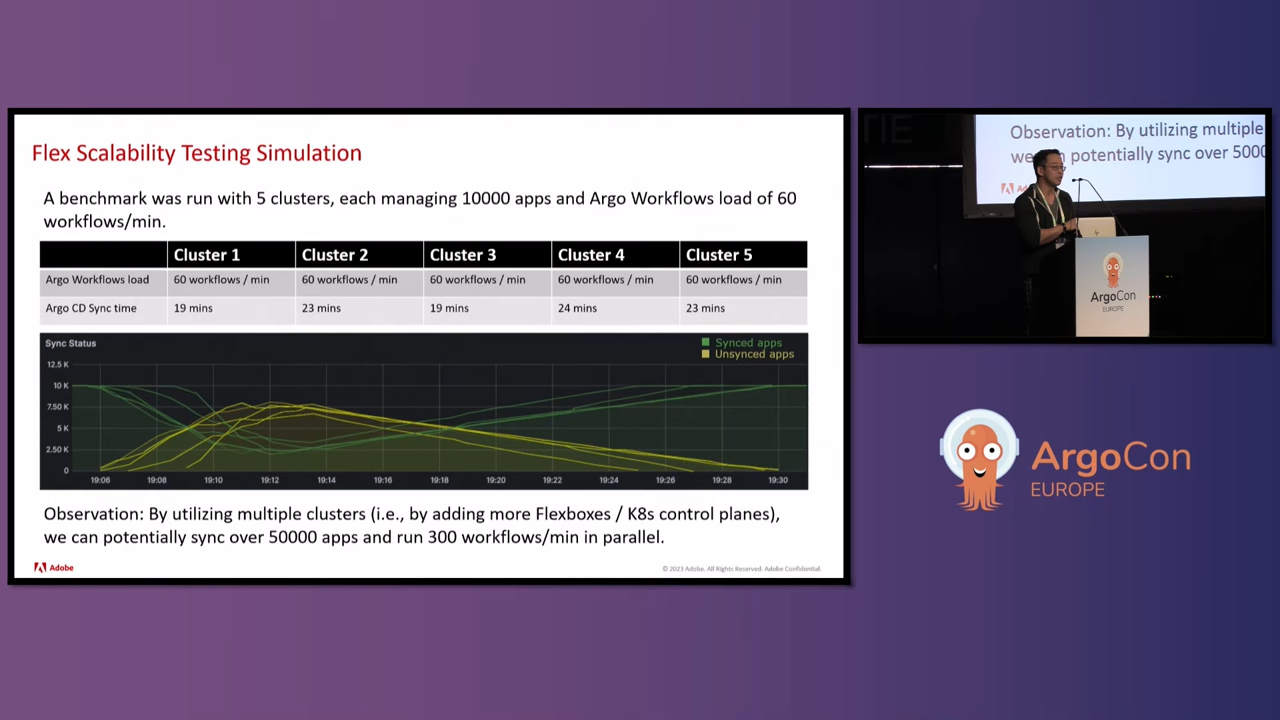 Flex Scalability Testing Simulation
A benchmark was run with 5 clusters, each managing 10000 apps and Argo Workflows load of 60
workflows/min.
Cluster 1 Cluster 2 Cluster 3 Cluster 4 Cluster 5
Argo Workflows load 60 workflows / min 60 workflows / min 60 workflows / min 60 workflows / min 60 workflows / min
Argo CD Sync time 19 mins 23 mins 19 mins 24 mins 23 mins
Sync Status
Synced apps
Unsynced apps
12.5 K
10 K
7.50 K
5 K
2.50 K
0
19:06 19:08 19:10 19:12 19:14 19:16 19:18 19:20 19:22 19:24 19:26 19:28 19:30
Observation: By utilizing multiple clusters (i.e., by adding more Flexboxes / K8s control planes),
we can potentially sync over 50000 apps and run 300 workflows/min in parallel.
Adobe
© 2023 Adobe. All Rights Reserved. Adobe Confidential.
Observation: By utilizing multiple
we can potentially sync over 5000
ArgoCon
EUROPE
ArgoCon
EUROPE